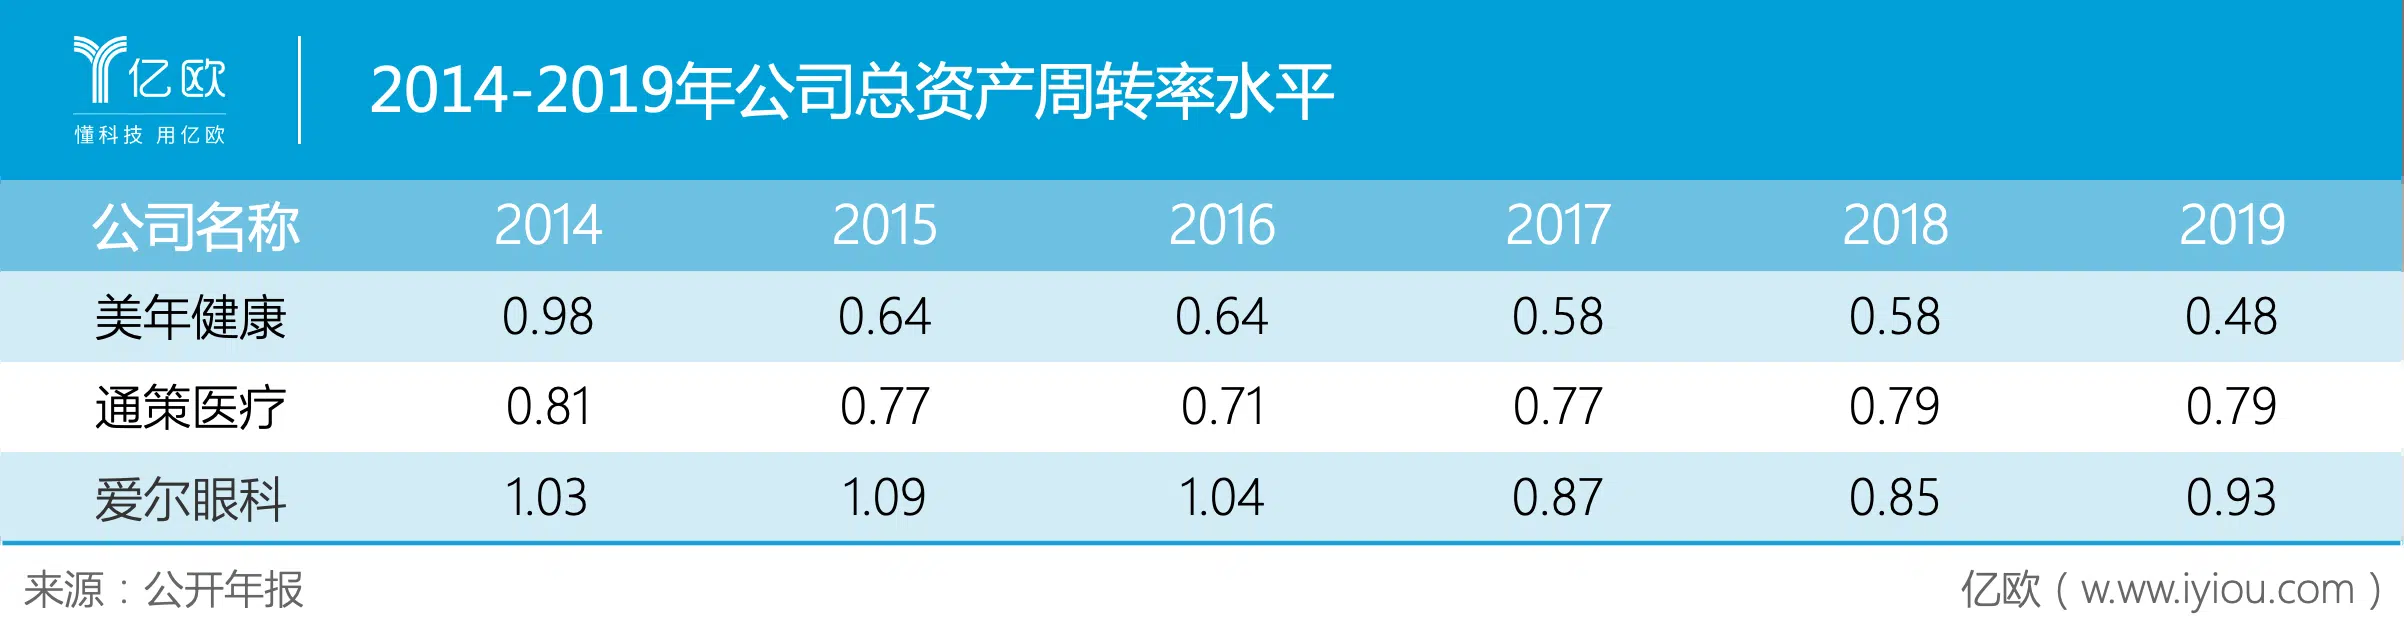 亿欧
懂科技 用亿欧
2014-2019年公司总资产周转率水平
公司名称 2014 2015 2016 2017 2018 2019
美年健康 0.98 0.64 0.64 0.58 0.58 0.48
通策医疗 0.81 0.77 0.71 0.77 0.79 0.79
爱尔眼科 1.03 1.09 1.04 0.87 0.85 0.93
来源：公开年报 亿欧（www.iyiou.com）